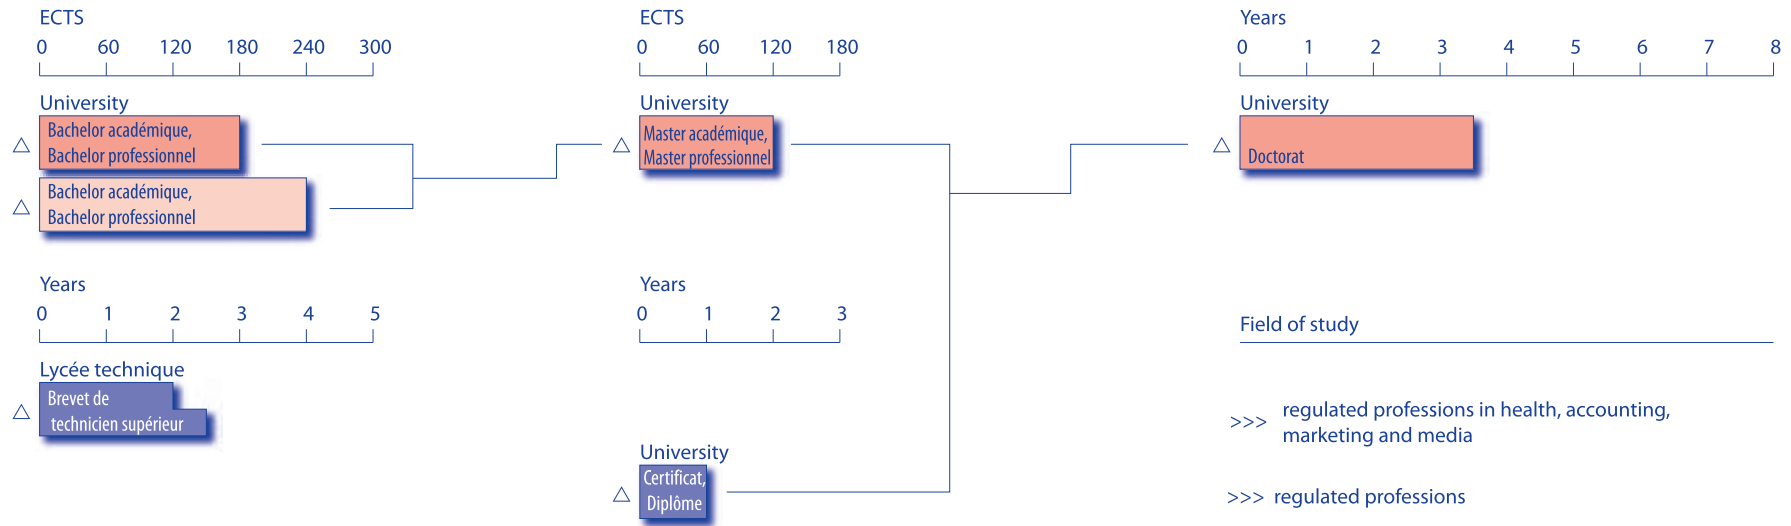 ECTS
0 60 120 180 240 300
University
Bachelor académique,
Bachelor professionnel
Bachelor académique,
Bachelor professionnel
Years
0 1 2 3 4 5
Lycée technique
Brevet de
technicien supérieur
ECTS
0 60 120 180
University
Master académique,
Master professionnel
Years
0 1 2 3
University
Certificat,
Diplôme
Years
0 1 2 3 4 5 6 7 8
University
Doctorat
Field of study
>>> regulated professions in health, accounting,
marketing and media
>>> regulated professions